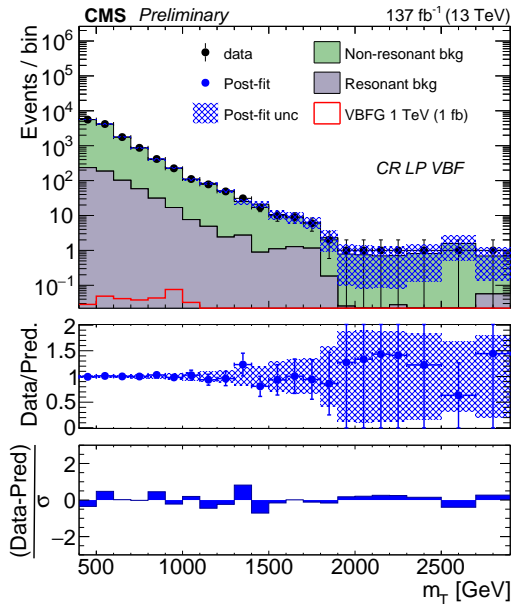 CMS Preliminary 137 fb⁻¹ (13 TeV)
Events / bin
10⁶
10⁵
10⁴
10³
10²
10
1
10⁻¹
data
Non-resonant bkg
Post-fit
Resonant bkg
Post-fit unc
VBFG 1 TeV (1 fb)
CR LP VBF
Data/Pred.
2
1.5
1
0.5
0
(Data-Pred)
σ
2
0
−2
500 1000 1500 2000 2500
m_T [GeV]